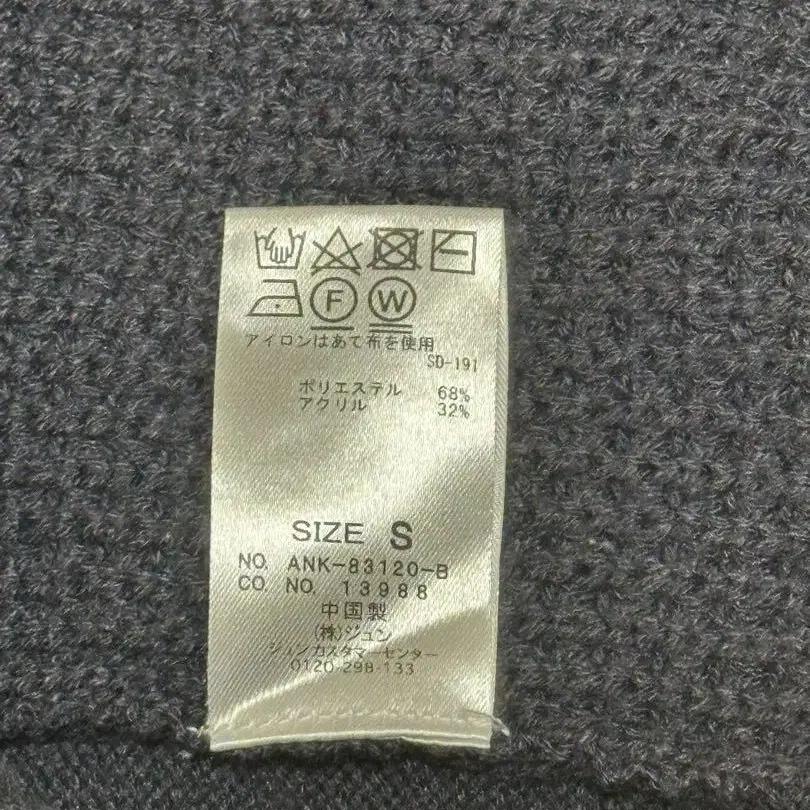 F W
アイロンはあて布を使用
SD-191
ポリエステル 68%
アクリル 32%
SIZE S
NO. ANK-83120-B
CO. NO. 13988
中国製
(株)ジュン
ジュンカスタマーセンター
0120-298-133